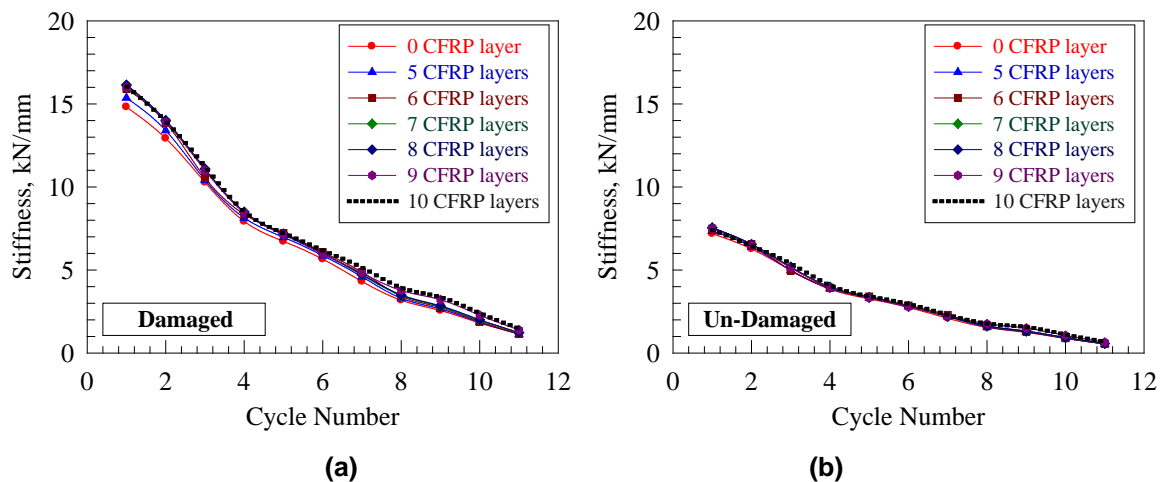 20
15
10
5
0
Stiffness, kN/mm
0 CFRP layer
5 CFRP layers
6 CFRP layers
7 CFRP layers
8 CFRP layers
9 CFRP layers
10 CFRP layers
Damaged
0 2 4 6 8 10 12
Cycle Number
(a)
20
15
10
5
0
Stiffness, kN/mm
0 CFRP layer
5 CFRP layers
6 CFRP layers
7 CFRP layers
8 CFRP layers
9 CFRP layers
10 CFRP layers
Un-Damaged
0 2 4 6 8 10 12
Cycle Number
(b)